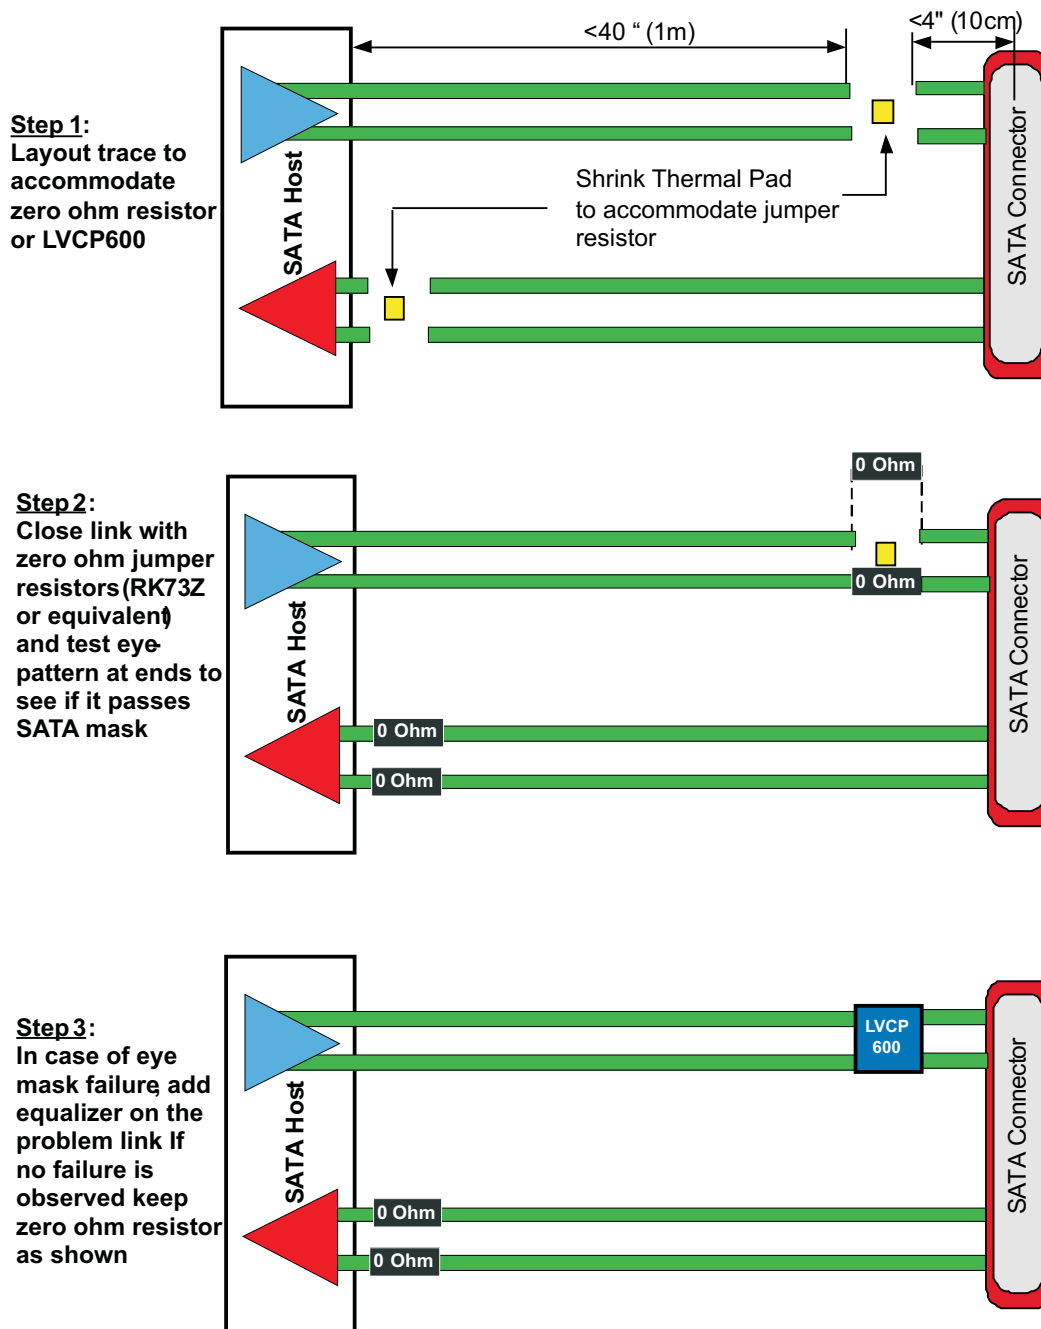 <40 “ (1m)
<4" (10cm)
Step 1:
Layout trace to
accommodate
zero ohm resistor
or LVCP600
SATA Host
Shrink Thermal Pad
to accommodate jumper
resistor
SATA Connector
Step 2:
Close link with
zero ohm jumper
resistors (RK73Z
or equivalent)
and test eye-
pattern at ends to
see if it passes
SATA mask
SATA Host
0 Ohm
0 Ohm
0 Ohm
0 Ohm
SATA Connector
Step 3:
In case of eye
mask failure, add
equalizer on the
problem link If
no failure is
observed keep
zero ohm resistor
as shown
SATA Host
LVCP
600
0 Ohm
0 Ohm
SATA Connector